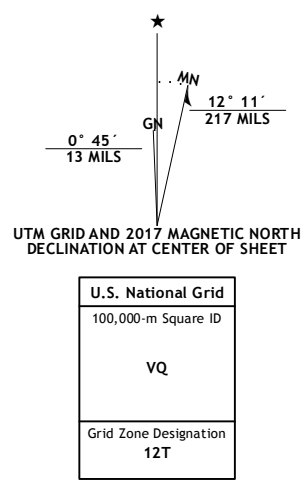 ★
MN
GN
12° 11´
217 MILS
0° 45´
13 MILS
UTM GRID AND 2017 MAGNETIC NORTH
DECLINATION AT CENTER OF SHEET
U.S. National Grid
100,000-m Square ID
VQ
Grid Zone Designation
12T